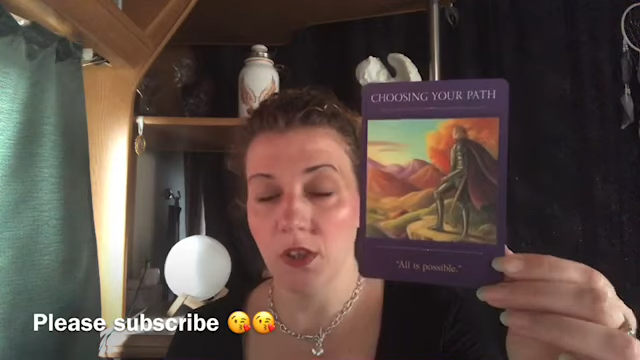 CHOOSING YOUR PATH
"All is possible."
Please subscribe 😘😘